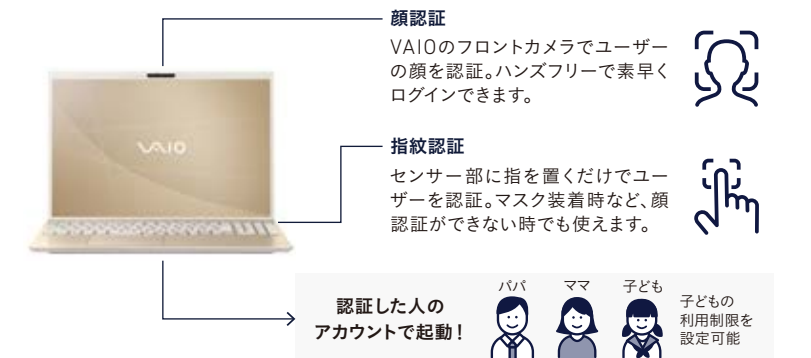 顔認証
VAIOのフロントカメラでユーザー
の顔を認証。ハンズフリーで素早く
ログインできます。
VAIO
指紋認証
センサー部に指を置くだけでユー
ザーを認証。マスク装着時など、顔
認証ができない時でも使えます。
認証した人の
アカウントで起動！
パパ
ママ
子ども
子どもの
利用制限を
設定可能